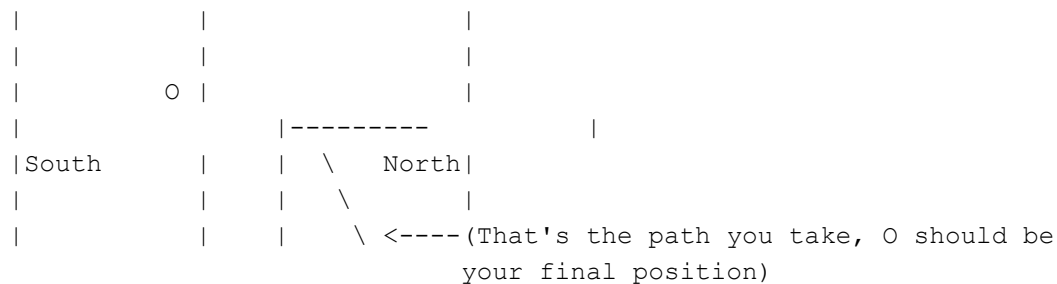 |          |               |
|          |               |
|        O |               |
|               |---------         |
|South     |    |  \   North|
|          |    |   \      |
|          |    |    \ <----(That's the path you take, O should be
your final position)